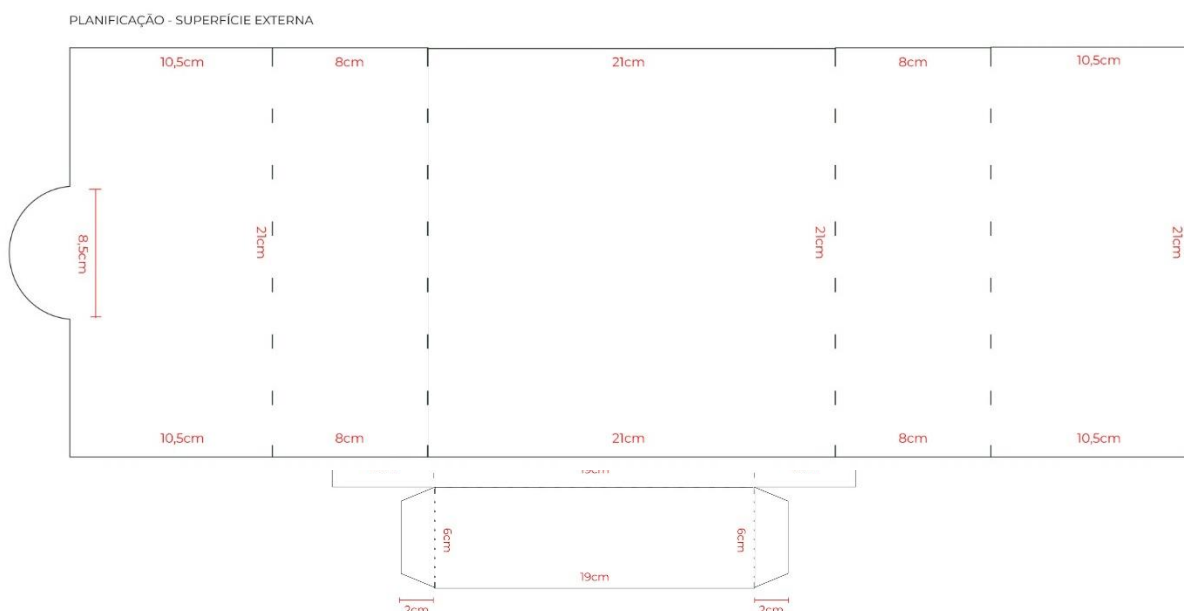 PLANIFICAÇÃO - SUPERFÍCIE EXTERNA
10,5cm 8cm 21cm 8cm 10,5cm
8,5cm 21cm 21cm 21cm
10,5cm 8cm 21cm 8cm 10,5cm
19cm
6cm 6cm
19cm
2cm 2cm